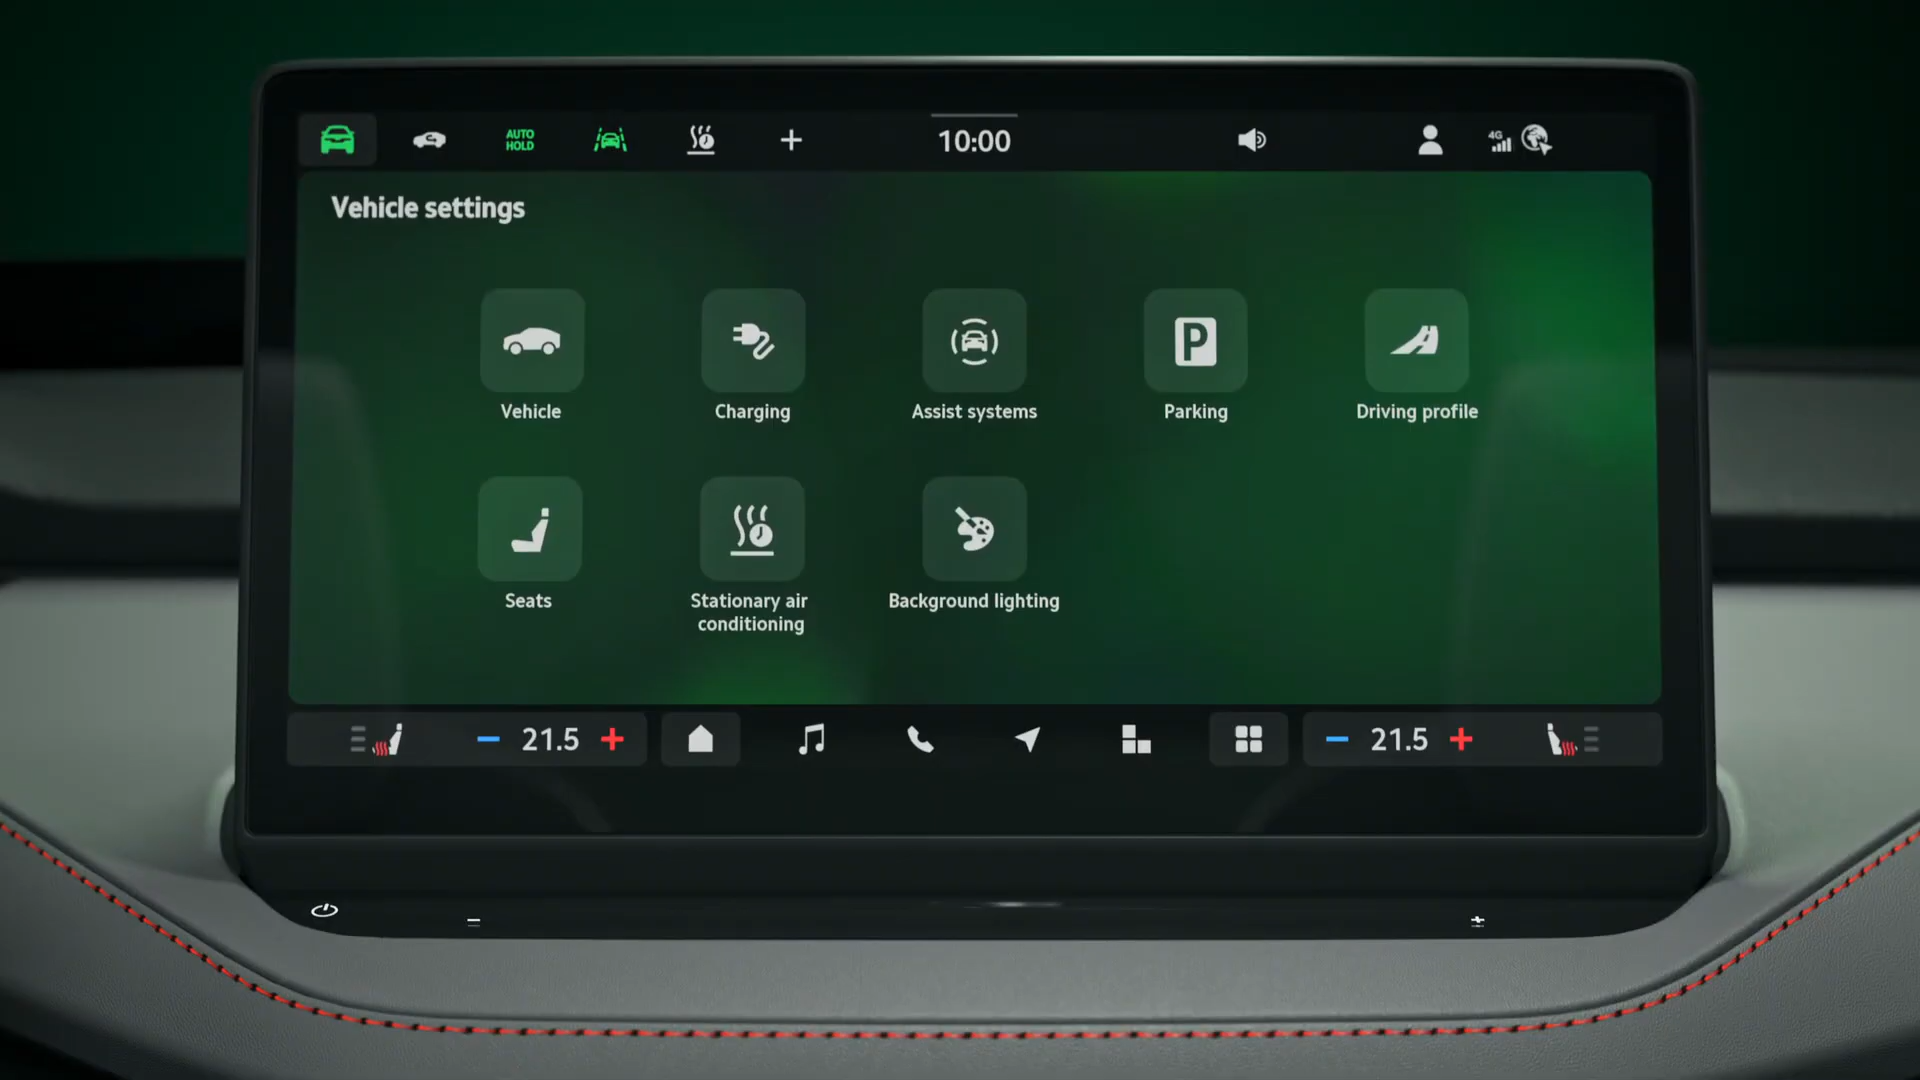 AUTO
HOLD
10:00
4G
Vehicle settings
P
Vehicle
Charging
Assist systems
Parking
Driving profile
Seats
Stationary air
conditioning
Background lighting
21.5
21.5